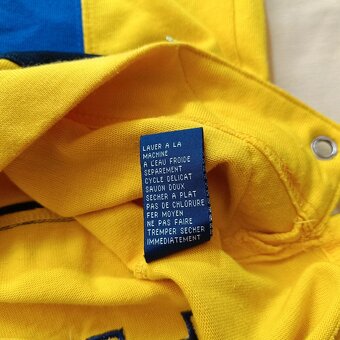 LAVER A LA
MACHINE
A L'EAU FROIDE
SEPAREMENT
CYCLE DELICAT
SAVON DOUX
SECHER A PLAT
PAS DE CHLORURE
FER MOYEN
NE PAS FAIRE
TREMPER SECHER
IMMEDIATEMENT